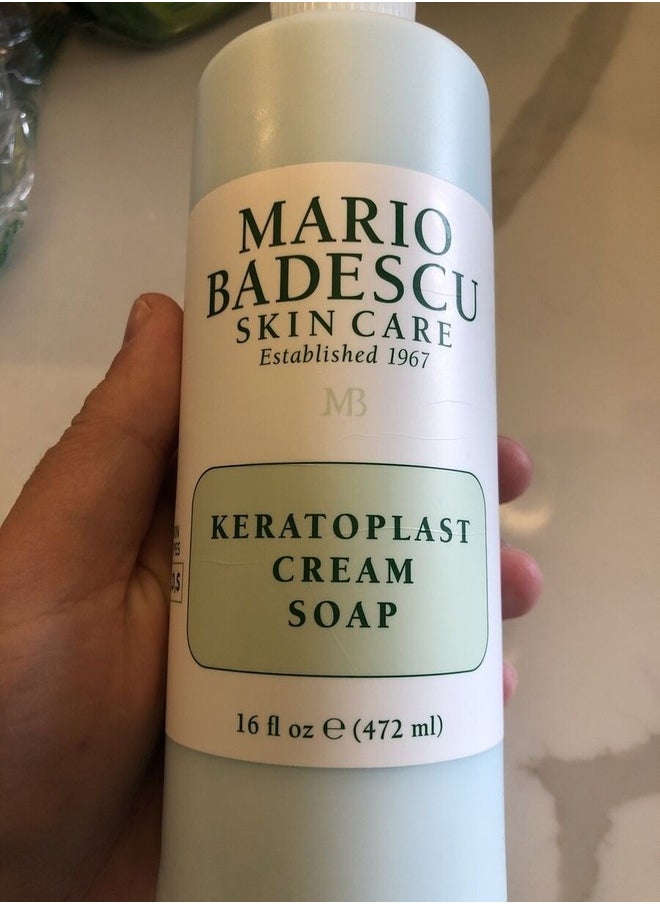 MARIO
BADESCU
SKIN CARE
Established 1967
MB
KERATOPLAST
CREAM
SOAP
16 fl oz ℮ (472 ml)